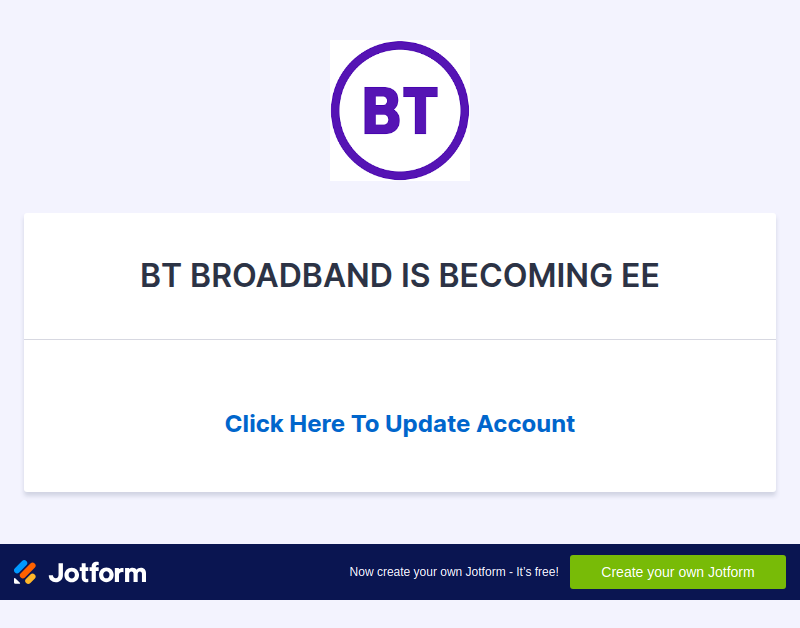 BT
BT BROADBAND IS BECOMING EE
Click Here To Update Account
Jotform
Now create your own Jotform - It's free!
Create your own Jotform